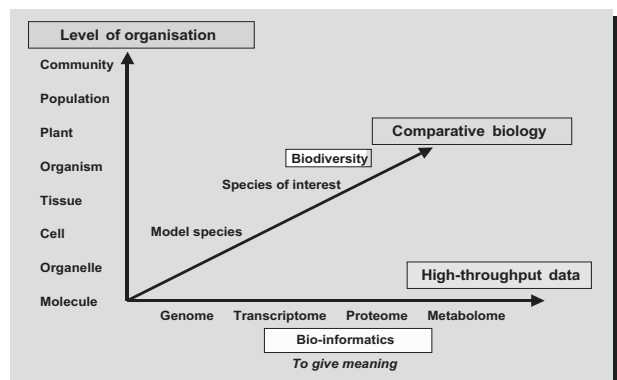 Level of organisation
Community
Population
Plant
Comparative biology
Biodiversity
Organism
Species of interest
Tissue
Cell
Model species
Organelle
High-throughput data
Molecule
Genome Transcriptome Proteome Metabolome
Bio-informatics
To give meaning